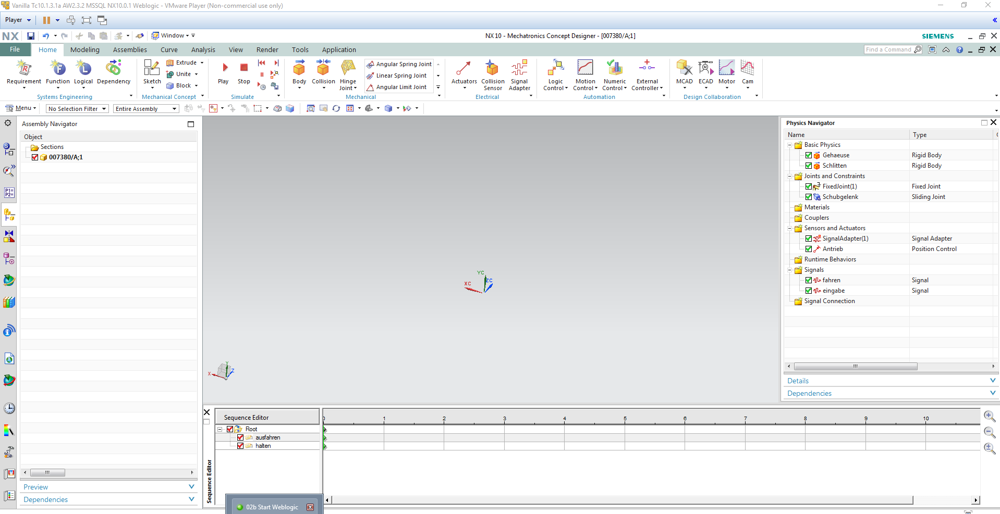 Vanilla Tc10.1.3.1a AW2.3.2 MSSQL NX10.0.1 Weblogic - VMware Player (Non-commercial use only)
Player
NX Window NX 10 - Mechatronics Concept Designer - [007380/A;1] SIEMENS
File Home Modeling Assemblies Curve Analysis View Render Tools Application Find a Command
Requirement Function Logical Dependency
Systems Engineering
Sketch Extrude Unite Block
Mechanical Concept
Play Stop
Simulate
Body Collision Hinge Joint
Angular Spring Joint
Linear Spring Joint
Angular Limit Joint
Mechanical
Actuators Collision Sensor Signal Adapter
Electrical
Logic Control Motion Control Numeric Control External Controller
Automation
MCAD ECAD Motor Cam
Design Collaboration
Menu No Selection Filter Entire Assembly
Assembly Navigator
Object
Sections
007380/A;1
Preview
Dependencies
YC
XC
ZC
Y
X
Z
Physics Navigator
Name Type
Basic Physics
Gehaeuse Rigid Body
Schlitten Rigid Body
Joints and Constraints
FixedJoint(1) Fixed Joint
Schubgelenk Sliding Joint
Materials
Couplers
Sensors and Actuators
SignalAdapter(1) Signal Adapter
Antrieb Position Control
Runtime Behaviors
Signals
fahren Signal
eingabe Signal
Signal Connection
Details
Dependencies
Sequence Editor
0 1 2 3 4 5 6 7 8 9 10
Root
ausfahren
halten
Sequence Editor
02b Start Weblogic